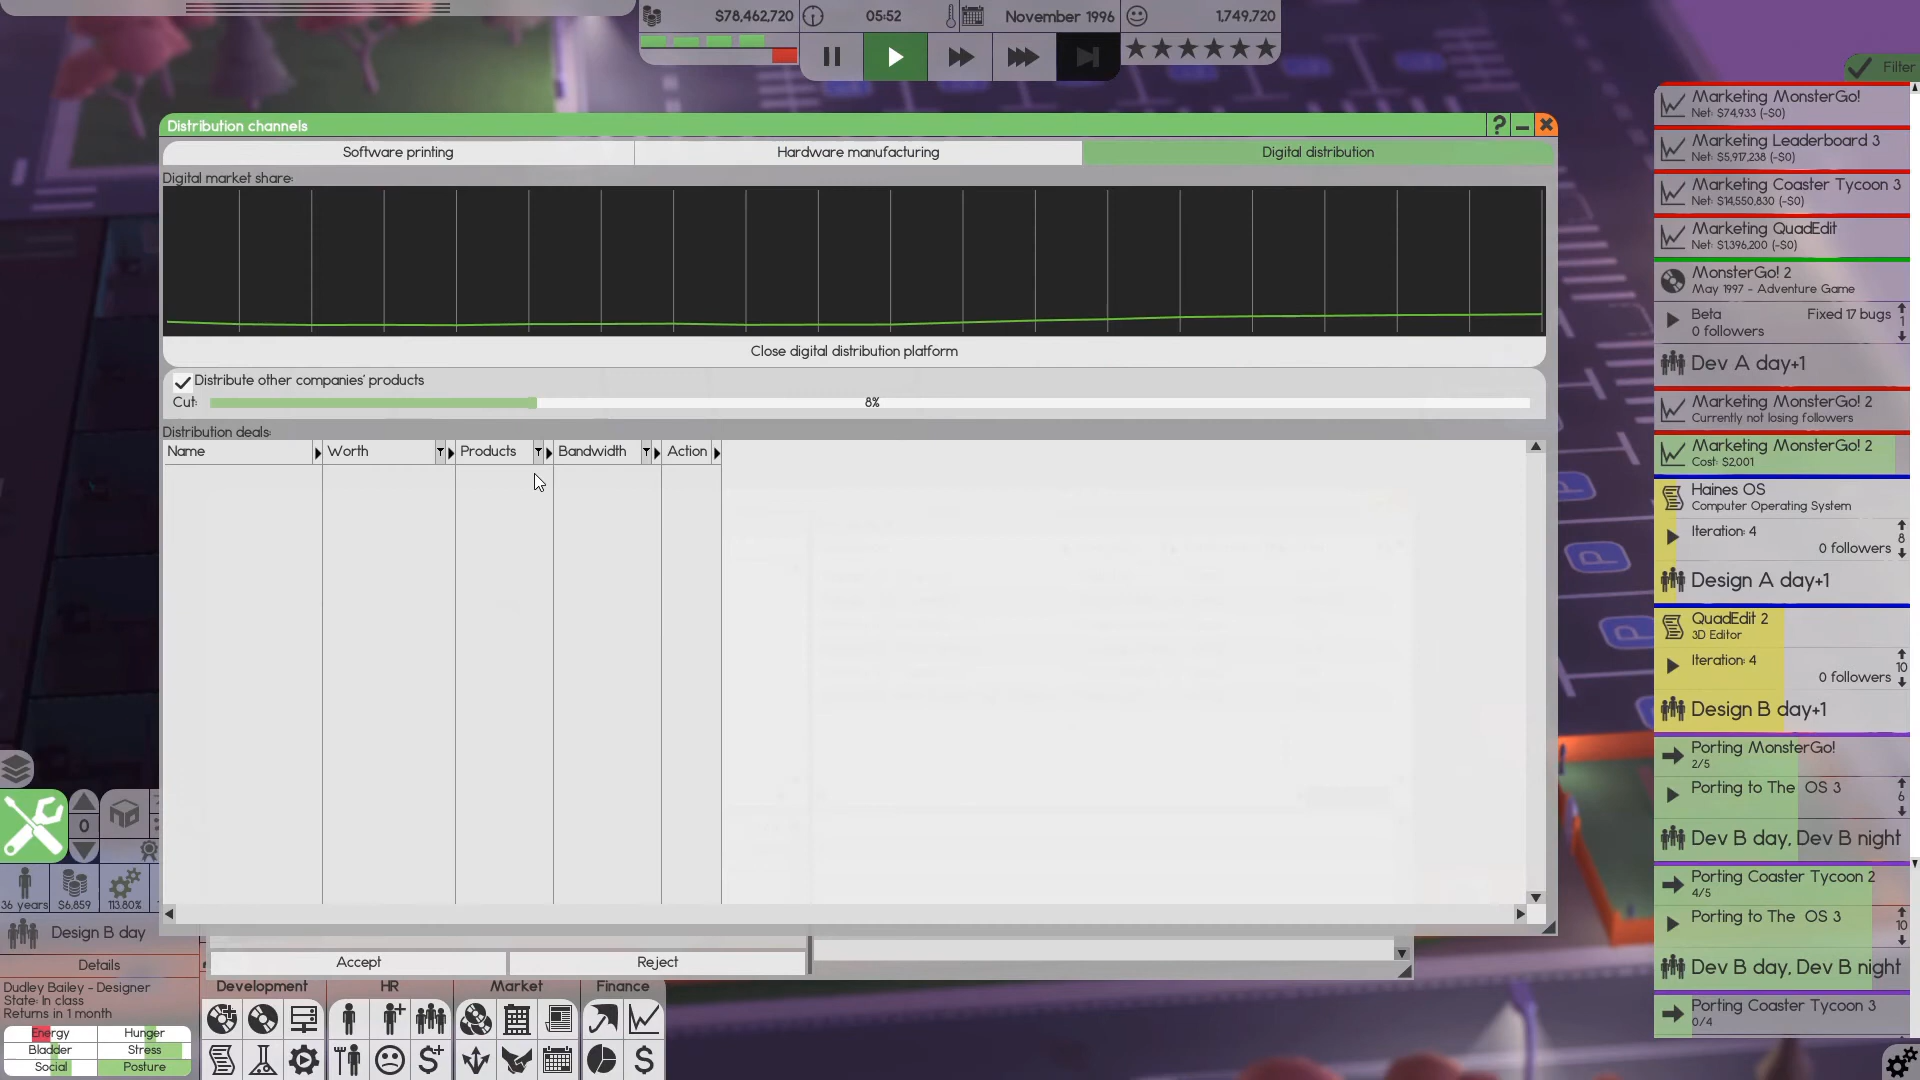 $78,462,720
05:52
November 1996
1,749,720
Filter
Distribution channels
?
Software printing
Hardware manufacturing
Digital distribution
Digital market share:
Close digital distribution platform
Distribute other companies' products
Cut:
8%
Distribution deals:
Name
Worth
Products
Bandwidth
Action
Accept
Reject
Marketing MonsterGo!
Net: $74,933 (-$0)
Marketing Leaderboard 3
Net: $5,917,238 (-$0)
Marketing Coaster Tycoon 3
Net: $14,550,830 (-$0)
Marketing QuadEdit
Net: $1,396,200 (-$0)
MonsterGo! 2
May 1997 - Adventure Game
Beta
Fixed 17 bugs
0 followers
1
Dev A day+1
Marketing MonsterGo! 2
Currently not losing followers
Marketing MonsterGo! 2
Cost: $2,001
Haines OS
Computer Operating System
Iteration: 4
8
0 followers
Design A day+1
QuadEdit 2
3D Editor
Iteration: 4
10
0 followers
Design B day+1
Porting MonsterGo!
2/5
Porting to The OS 3
6
Dev B day, Dev B night
Porting Coaster Tycoon 2
4/5
Porting to The OS 3
10
Dev B day, Dev B night
Porting Coaster Tycoon 3
0/4
0
36 years
$6,859
113.80%
Design B day
Details
Dudley Bailey - Designer
State: In class
Returns in 1 month
Energy
Hunger
Bladder
Stress
Social
Posture
Development
HR
Market
Finance